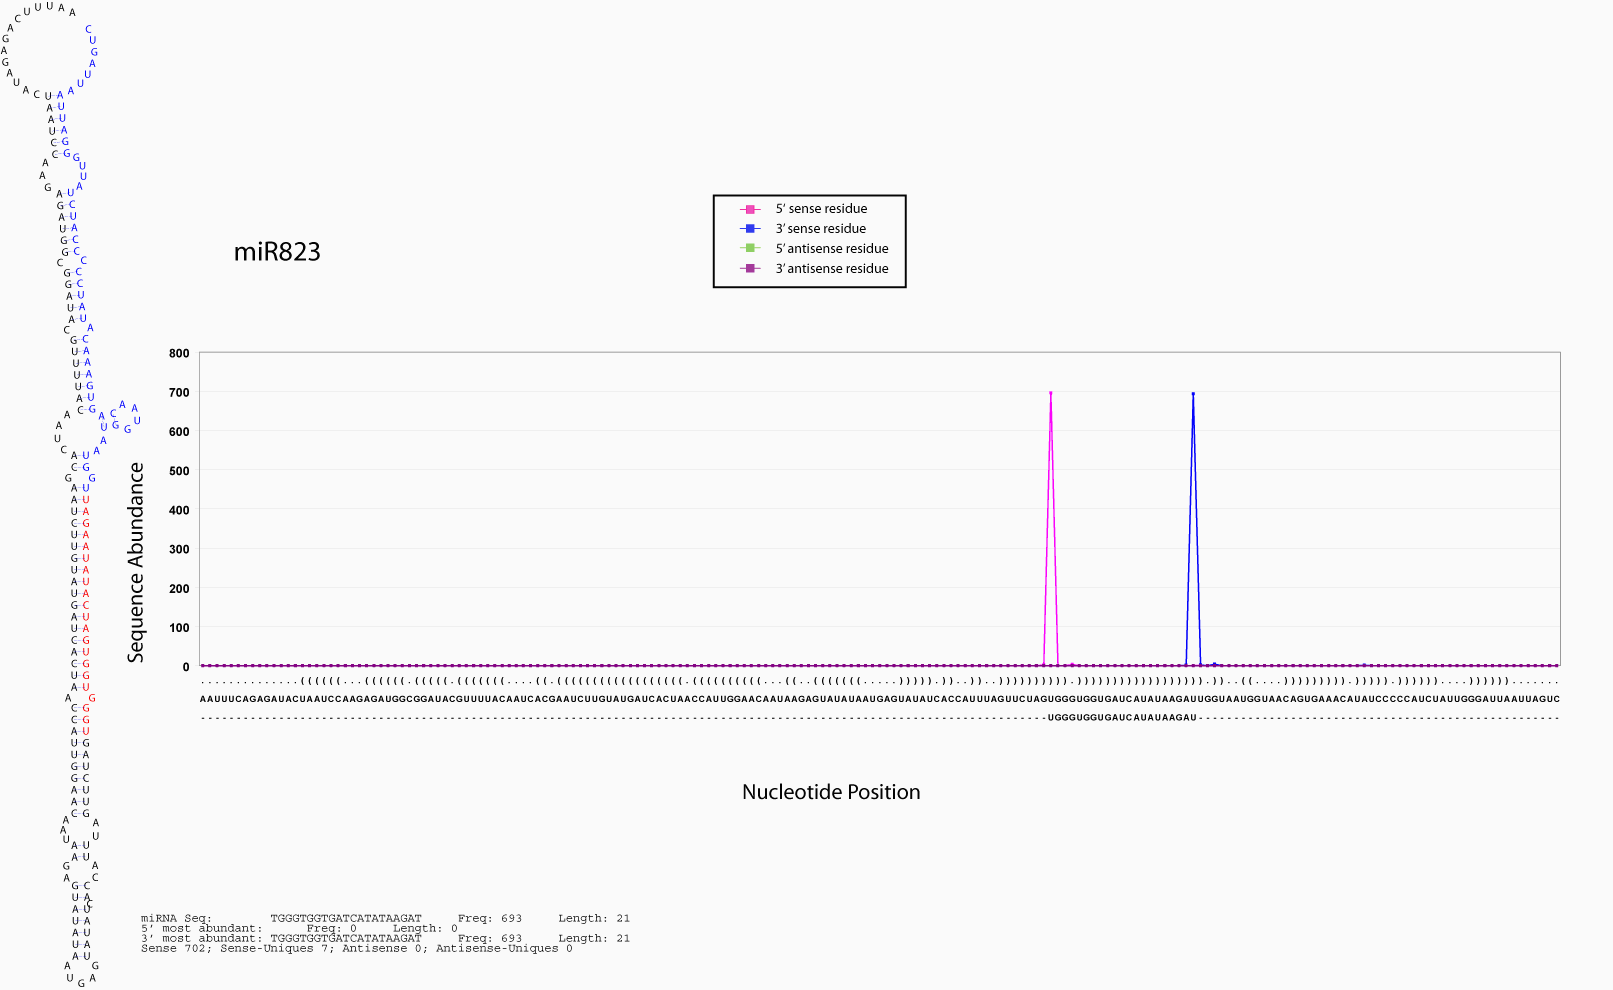 miR823
5’ sense residue
3’ sense residue
5’ antisense residue
3’ antisense residue
800
700
600
500
400
300
200
100
0
Sequence Abundance
AAUUUCAGAGAUACUAAUCCAAGAGAUGGCGGAUACGUUUUACAAUCACGAAUCUUGUAUGAUCACUAACCAUUGGAACAAUAAGAGUAUAUAAUGAGUAUAUCACCAUUUAGUUCUAGUGGGUGGUGAUCAUAUAAGAUUGGUAAUGGUAACAGUGAAACAUAUCCCCCAUCUAUUGGGAUUAAUUAGUC
UGGGUGGUGAUCAUAUAAGAU
Nucleotide Position
miRNA Seq: TGGGTGGTGATCATATAAGAT Freq: 693 Length: 21
5’ most abundant: Freq: 0 Length: 0
3’ most abundant: TGGGTGGTGATCATATAAGAT Freq: 693 Length: 21
Sense 702; Sense-Uniques 7; Antisense 0; Antisense-Uniques 0